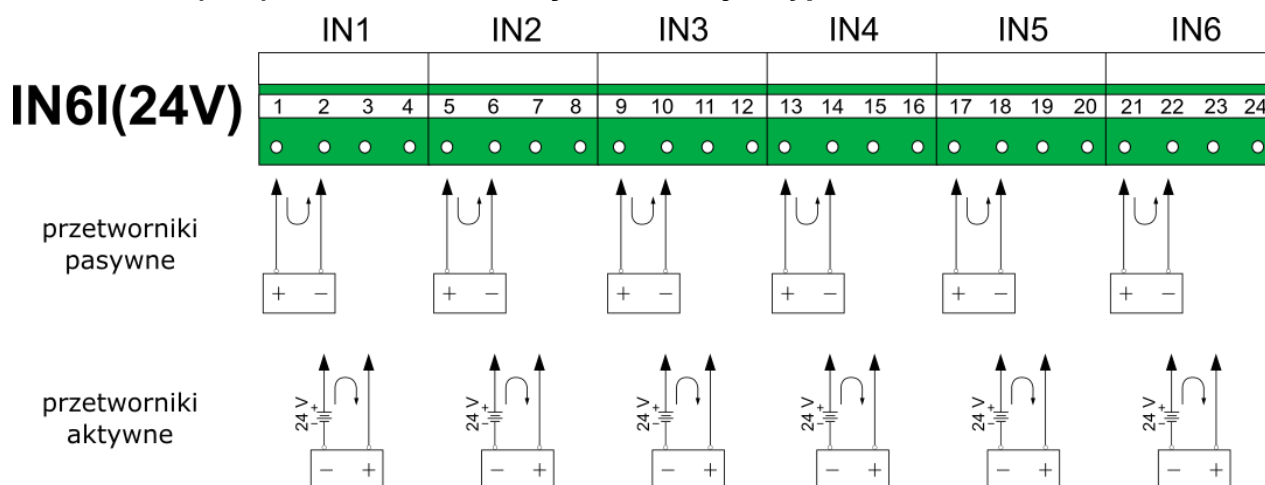 IN1 IN2 IN3 IN4 IN5 IN6
IN6I(24V)
1 2 3 4 5 6 7 8 9 10 11 12 13 14 15 16 17 18 19 20 21 22 23 24
przetworniki
pasywne
+ − + − + − + − + − + −
przetworniki
aktywne
24 V + − 24 V + − 24 V + − 24 V + − 24 V + − 24 V + −
− + − + − + − + − + − +